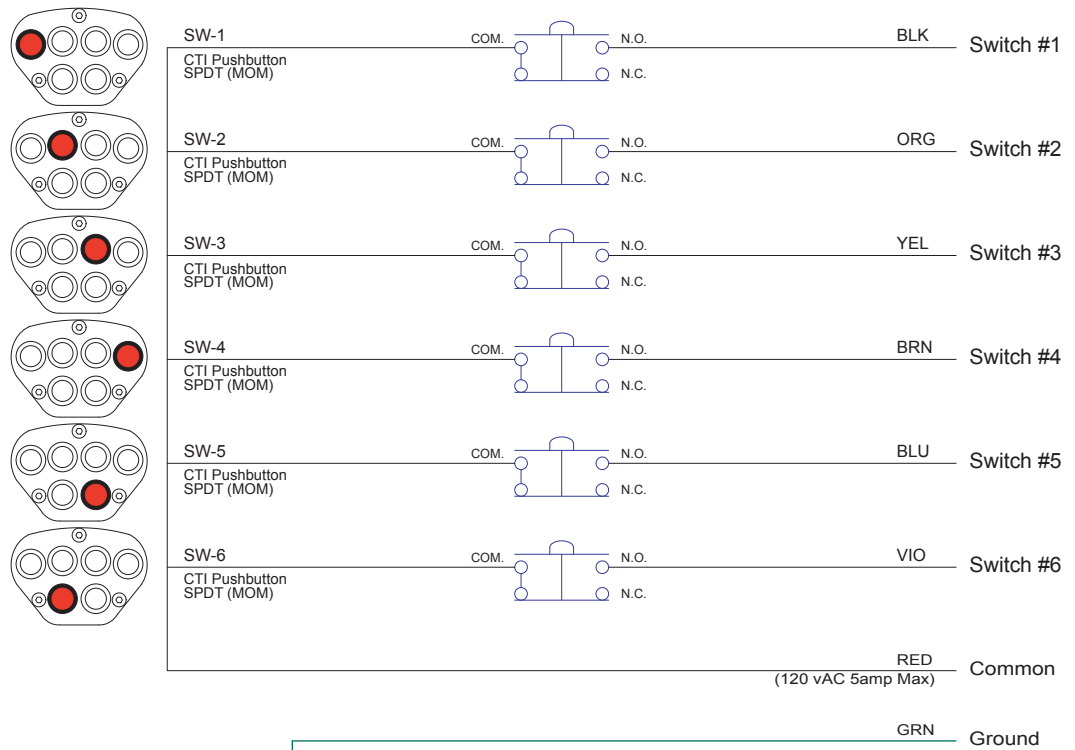 SW-1
CTI Pushbutton
SPDT (MOM)
COM.
N.O.
N.C.
BLK
Switch #1
SW-2
CTI Pushbutton
SPDT (MOM)
COM.
N.O.
N.C.
ORG
Switch #2
SW-3
CTI Pushbutton
SPDT (MOM)
COM.
N.O.
N.C.
YEL
Switch #3
SW-4
CTI Pushbutton
SPDT (MOM)
COM.
N.O.
N.C.
BRN
Switch #4
SW-5
CTI Pushbutton
SPDT (MOM)
COM.
N.O.
N.C.
BLU
Switch #5
SW-6
CTI Pushbutton
SPDT (MOM)
COM.
N.O.
N.C.
VIO
Switch #6
RED
(120 vAC 5amp Max)
Common
GRN
Ground